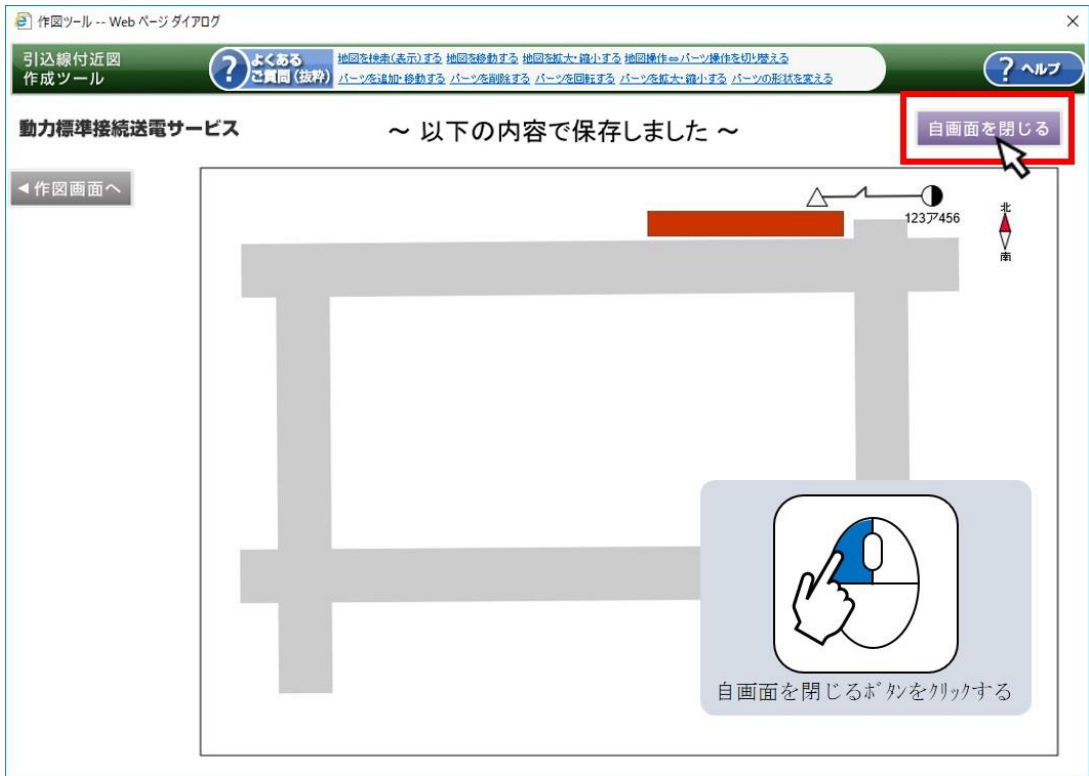 作図ツール -- Web ページ ダイアログ
引込線付近図
作成ツール
? よくある
ご質問(抜粋)
地図を検索(表示)する 地図を移動する 地図を拡大・縮小する 地図操作⇔パーツ操作を切り替える
パーツを追加・移動する パーツを削除する パーツを回転する パーツを拡大・縮小する パーツの形状を変える
? ヘルプ
動力標準接続送電サービス
~ 以下の内容で保存しました ~
自画面を閉じる
◀作図画面へ
123ア456
北
南
自画面を閉じるボタンをクリックする